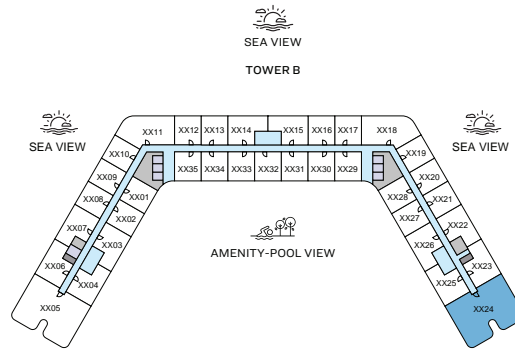 SEA VIEW
TOWER B
SEA VIEW
SEA VIEW
XX11
XX12
XX13
XX14
XX15
XX16
XX17
XX18
XX10
XX19
XX35
XX34
XX33
XX32
XX31
XX30
XX29
XX09
XX20
XX08
XX01
XX28
XX21
XX02
XX27
XX07
XX22
XX03
AMENITY-POOL VIEW
XX26
XX06
XX23
XX04
XX25
XX05
XX24